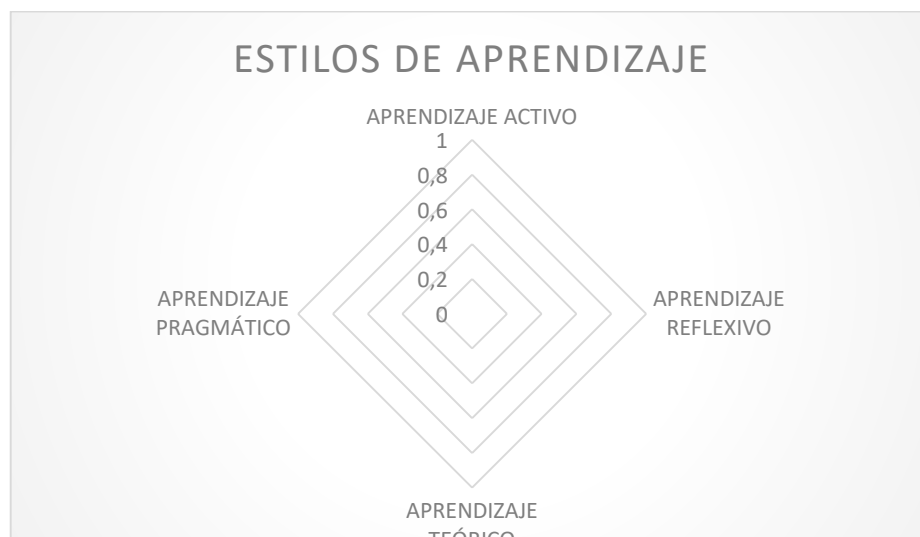 ESTILOS DE APRENDIZAJE
APRENDIZAJE ACTIVO
1
0,8
0,6
0,4
0,2
0
APRENDIZAJE
PRAGMÁTICO
APRENDIZAJE
REFLEXIVO
APRENDIZAJE
TEÓRICO